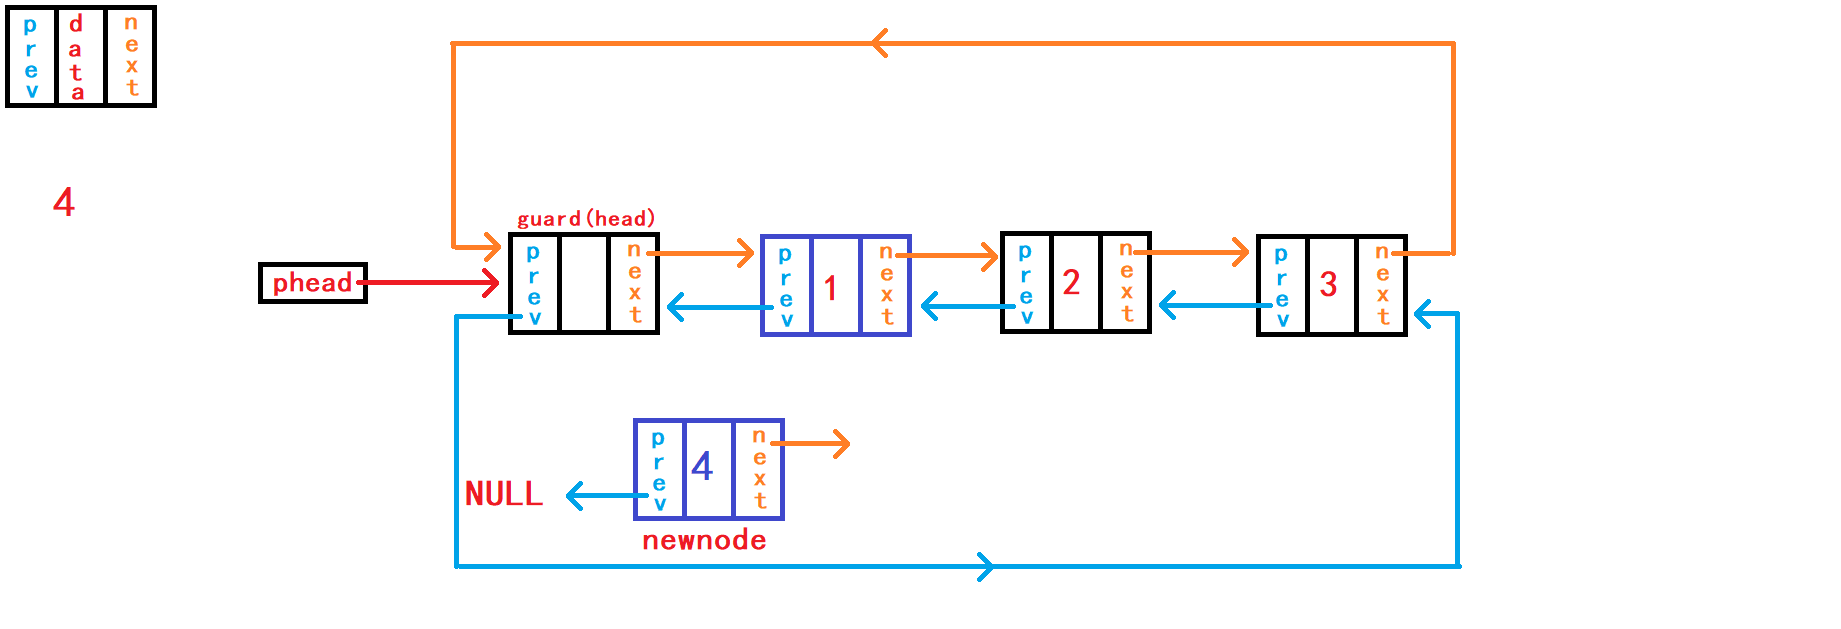 prev data next
4
guard(head)
phead
prev next
prev 1 next
prev 2 next
prev 3 next
prev 4 next
NULL
newnode